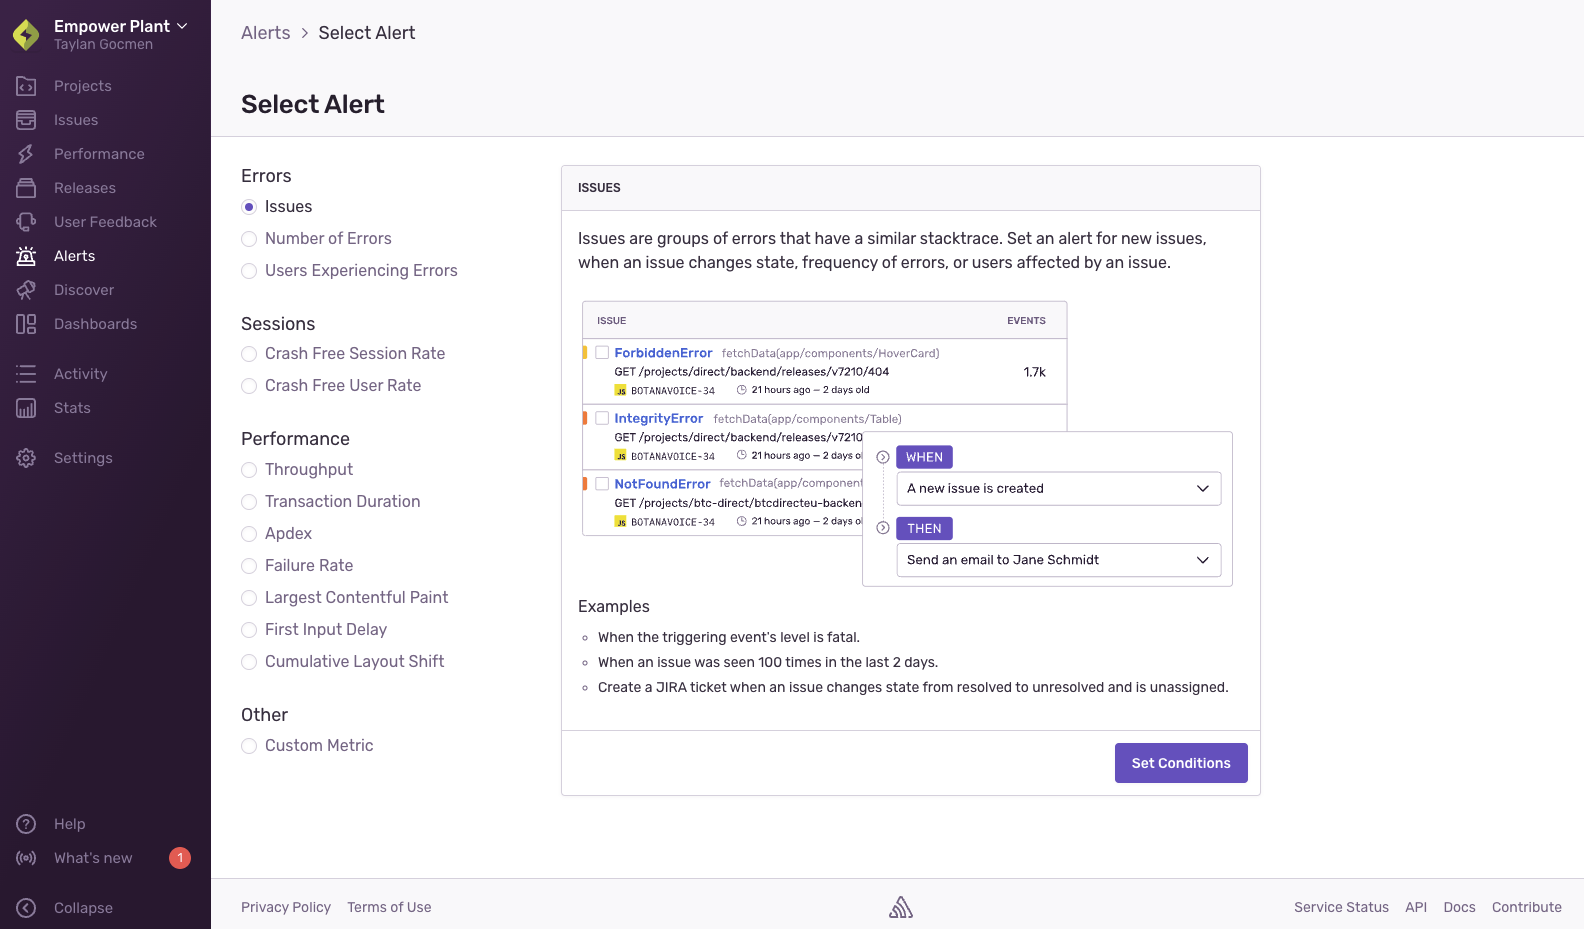 Empower Plant
Taylan Gocmen
Projects
Issues
Performance
Releases
User Feedback
Alerts
Discover
Dashboards
Activity
Stats
Settings
Help
What's new 1
Collapse
Alerts > Select Alert
Select Alert
Errors
Issues
Number of Errors
Users Experiencing Errors
Sessions
Crash Free Session Rate
Crash Free User Rate
Performance
Throughput
Transaction Duration
Apdex
Failure Rate
Largest Contentful Paint
First Input Delay
Cumulative Layout Shift
Other
Custom Metric
ISSUES
Issues are groups of errors that have a similar stacktrace. Set an alert for new issues,
when an issue changes state, frequency of errors, or users affected by an issue.
ISSUE EVENTS
ForbiddenError fetchData(app/components/HoverCard)
GET /projects/direct/backend/releases/v7210/404 1.7k
JS BOTANAVOICE-34 21 hours ago — 2 days old
IntegrityError fetchData(app/components/Table)
GET /projects/direct/backend/releases/v7210
JS BOTANAVOICE-34 21 hours ago — 2 days ol
NotFoundError fetchData(app/component
GET /projects/btc-direct/btcdirecteu-backen
JS BOTANAVOICE-34 21 hours ago — 2 days ol
WHEN
A new issue is created
THEN
Send an email to Jane Schmidt
Examples
When the triggering event's level is fatal.
When an issue was seen 100 times in the last 2 days.
Create a JIRA ticket when an issue changes state from resolved to unresolved and is unassigned.
Set Conditions
Privacy Policy Terms of Use Service Status API Docs Contribute